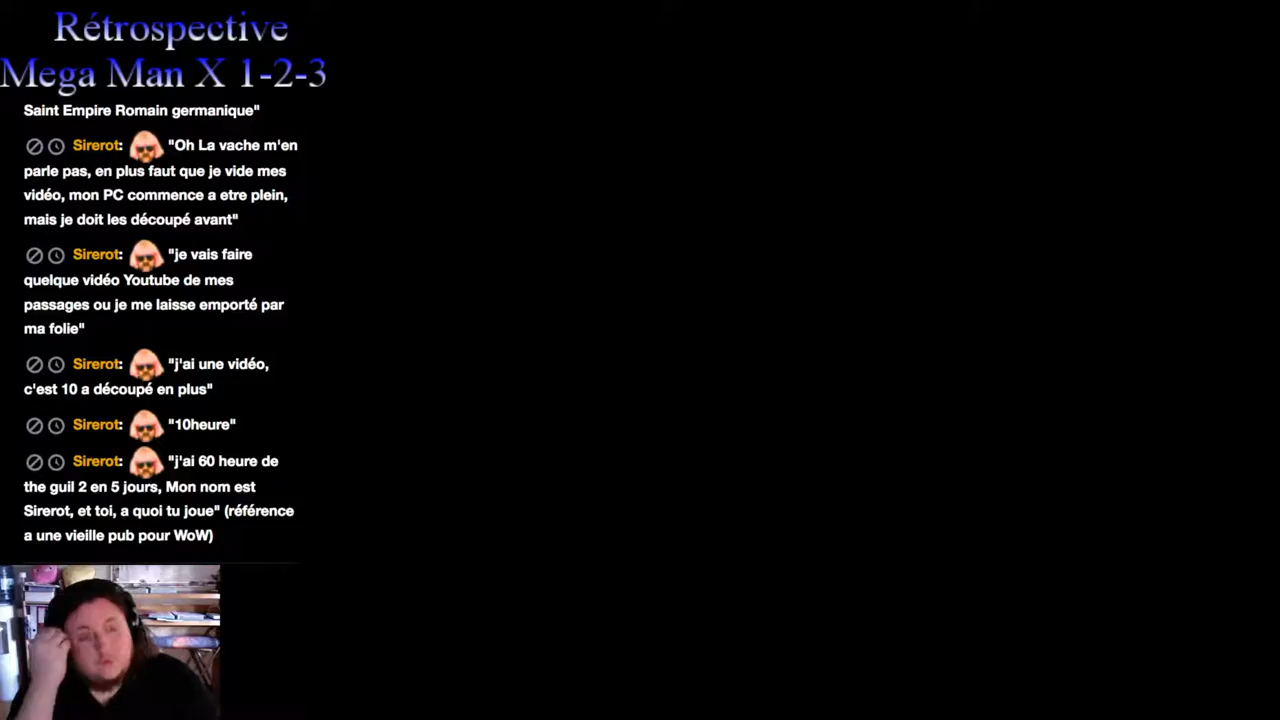 Rétrospective
Mega Man X 1-2-3
Saint Empire Romain germanique"
Sirerot: "Oh La vache m'en
parle pas, en plus faut que je vide mes
vidéo, mon PC commence a etre plein,
mais je doit les découpé avant"
Sirerot: "je vais faire
quelque vidéo Youtube de mes
passages ou je me laisse emporté par
ma folie"
Sirerot: "j'ai une vidéo,
c'est 10 a découpé en plus"
Sirerot: "10heure"
Sirerot: "j'ai 60 heure de
the guil 2 en 5 jours, Mon nom est
Sirerot, et toi, a quoi tu joue" (référence
a une vieille pub pour WoW)